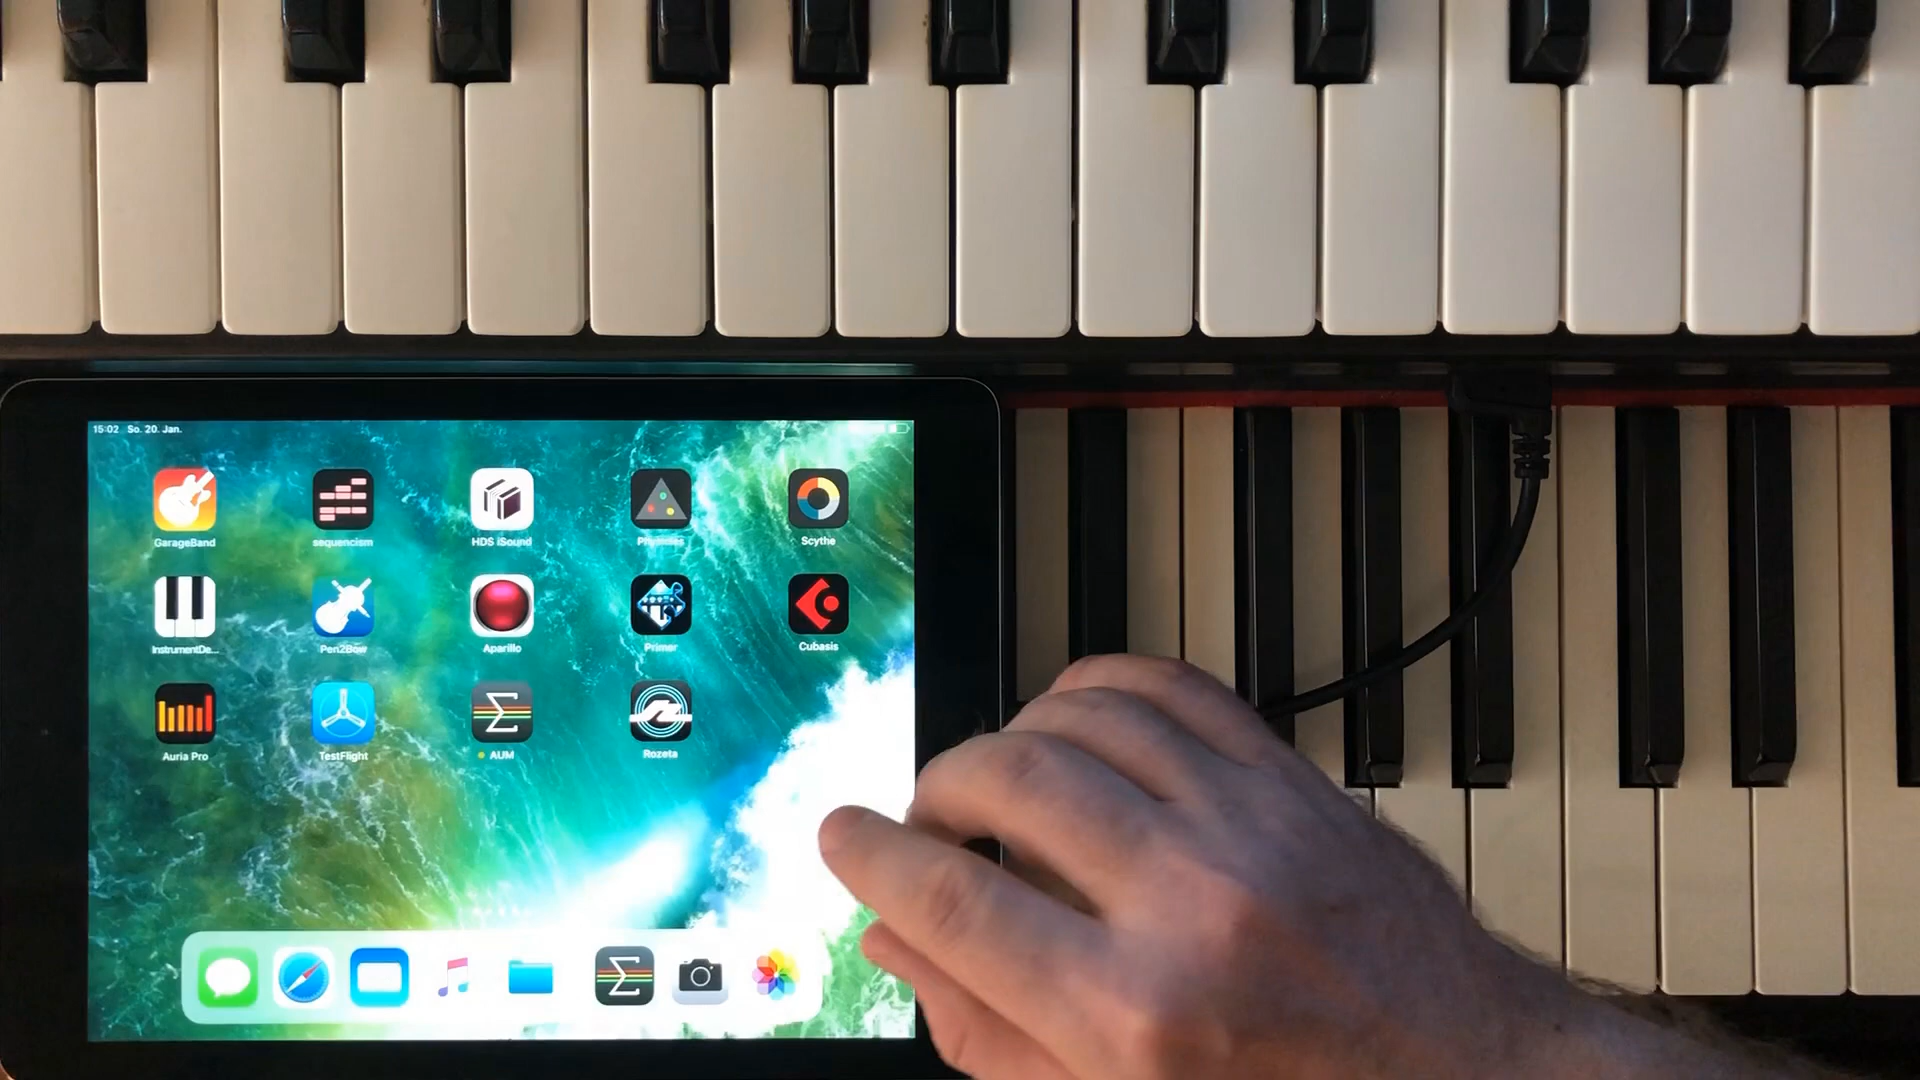 15:02 So. 20. Jan.
GarageBand
sequencism
HDS iSound
Scythe
InstrumentDe...
Pen2Bow
Aparillo
Primer
Cubasis
Auria Pro
TestFlight
AUM
Rozeta